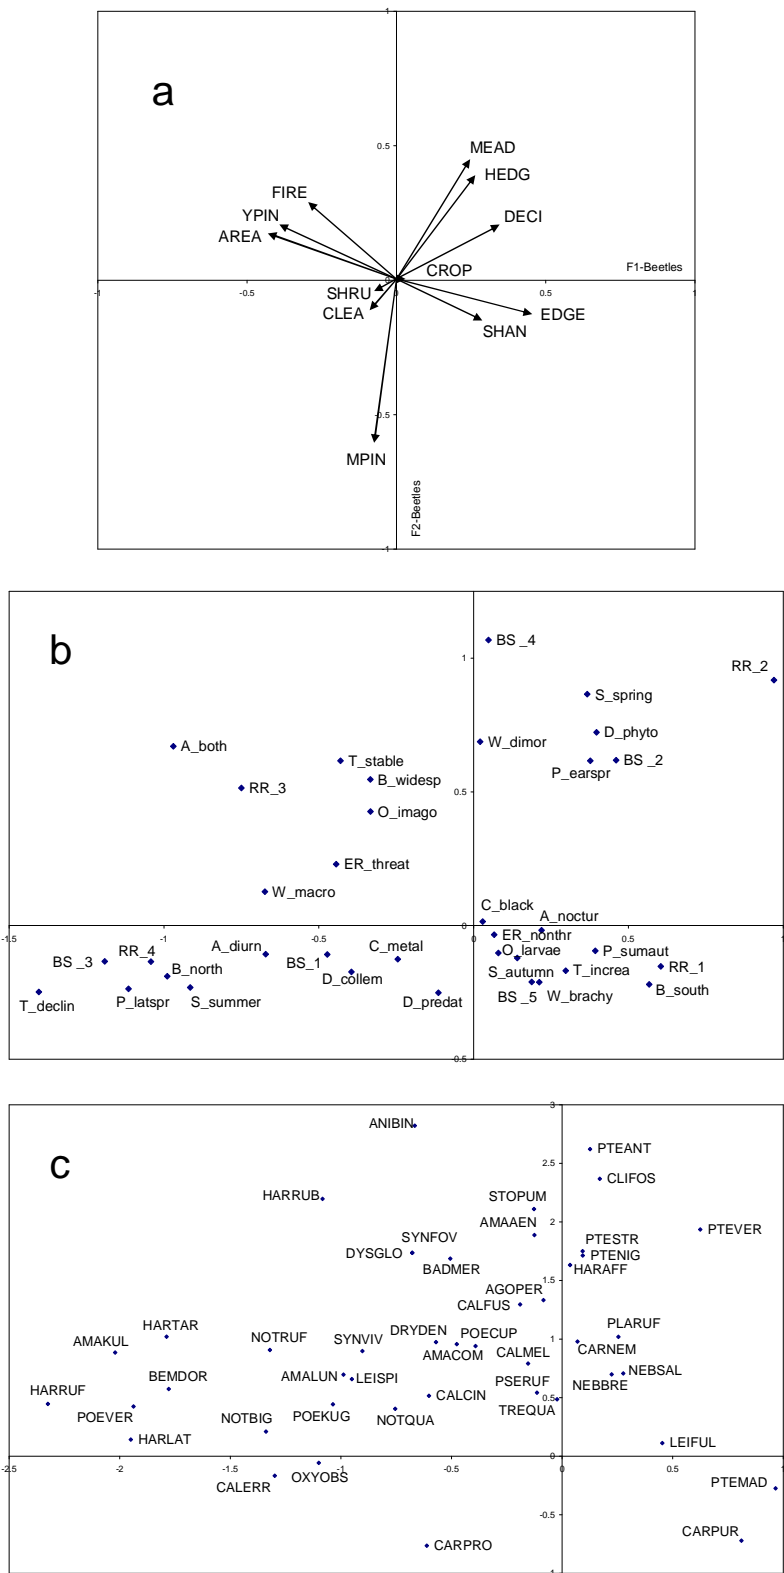 1
a
0.5
MEAD
HEDG
FIRE
YPIN
DECI
AREA
CROP
F1-Beetles
0
-1
-0.5
0
0.5
1
SHRU
CLEA
EDGE
SHAN
-0.5
MPIN
F2-Beetles
-1
b
BS _4
1
RR_2
S_spring
D_phyto
A_both
W_dimor
T_stable
BS _2
P_earspr
B_widesp
RR_3
0.5
O_imago
ER_threat
W_macro
C_black
A_noctur
0
-1.5
-1
-0.5
0.5
ER_nonthr
A_diurn
C_metal
O_larvae
P_sumaut
RR_4
BS _3
BS_1
RR_1
B_north
D_collem
S_autumn
T_increa
T_declin
P_latspr
S_summer
D_predat
BS _5
W_brachy
B_south
-0.5
3
ANIBIN
c
PTEANT
2.5
CLIFOS
HARRUB
STOPUM
2
AMAAEN
PTEVER
SYNFOV
PTESTR
DYSGLO
PTENIG
BADMER
HARAFF
1.5
AGOPER
CALFUS
HARTAR
DRYDEN
POECUP
PLARUF
NOTRUF
SYNVIV
1
CARNEM
AMAKUL
AMACOM
CALMEL
BEMDOR
AMALUN
LEISPI
NEBSAL
HARRUF
PSERUF
NEBBRE
CALCIN
0.5
POEVER
POEKUG
NOTQUA
TREQUA
NOTBIG
HARLAT
LEIFUL
0
-2.5
-2
-1.5
-1
-0.5
0
0.5
OXYOBS
CALERR
PTEMAD
-0.5
CARPUR
CARPRO
-1